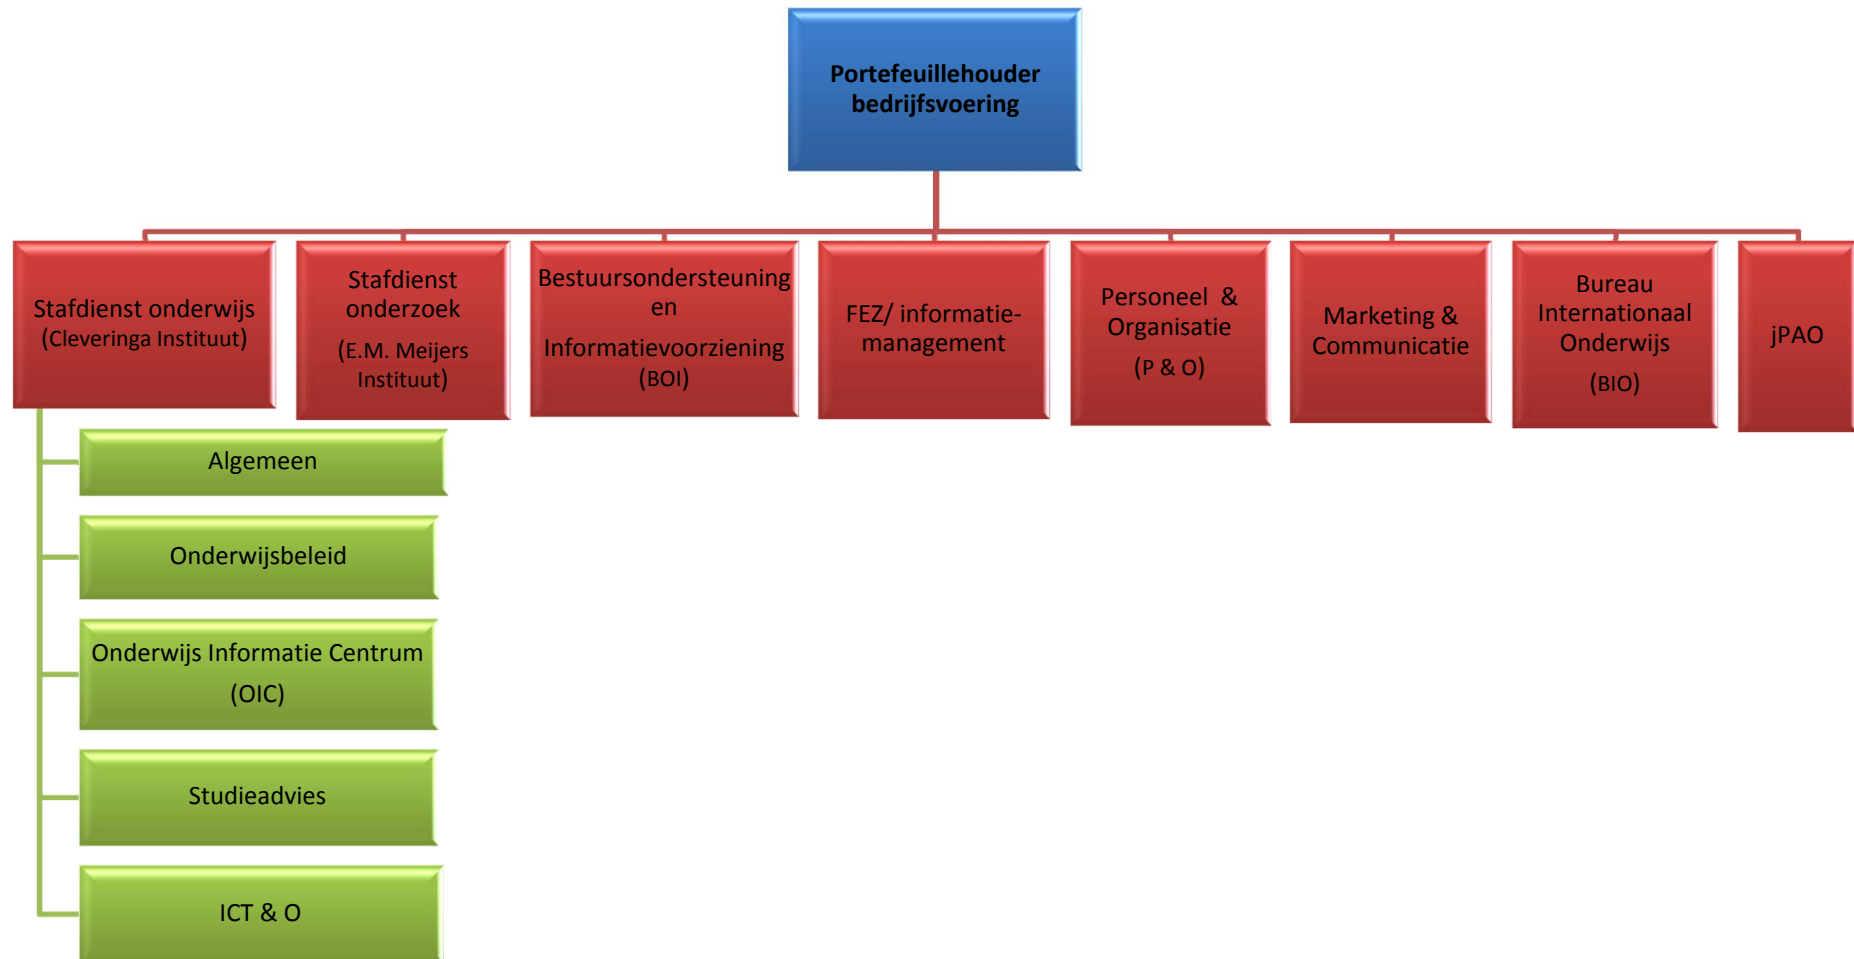 Portefeuillehouder
bedrijfsvoering
Stafdienst onderwijs
(Cleveringa Instituut)
Stafdienst
onderzoek
(E.M. Meijers
Instituut)
Bestuursondersteuning
en
Informatievoorziening
(BOI)
FEZ/ informatie-
management
Personeel &
Organisatie
(P & O)
Marketing &
Communicatie
Bureau
Internationaal
Onderwijs
(BIO)
jPAO
Algemeen
Onderwijsbeleid
Onderwijs Informatie Centrum
(OIC)
Studieadvies
ICT & O